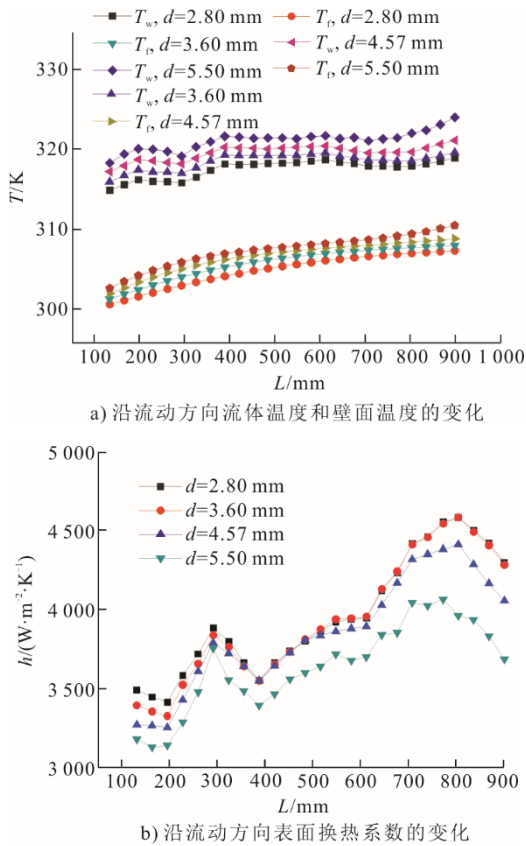 T_w, d=2.80 mm T_f, d=2.80 mm
T_f, d=3.60 mm T_w, d=4.57 mm
T_w, d=5.50 mm T_f, d=5.50 mm
T_w, d=3.60 mm
T_f, d=4.57 mm
330
320
310
300
T/K
100 200 300 400 500 600 700 800 900 1 000
L/mm
a) 沿流动方向流体温度和壁面温度的变化
5 000
4 500
4 000
3 500
3 000
h/(W·m⁻²·K⁻¹)
d=2.80 mm
d=3.60 mm
d=4.57 mm
d=5.50 mm
100 200 300 400 500 600 700 800 900
L/mm
b) 沿流动方向表面换热系数的变化